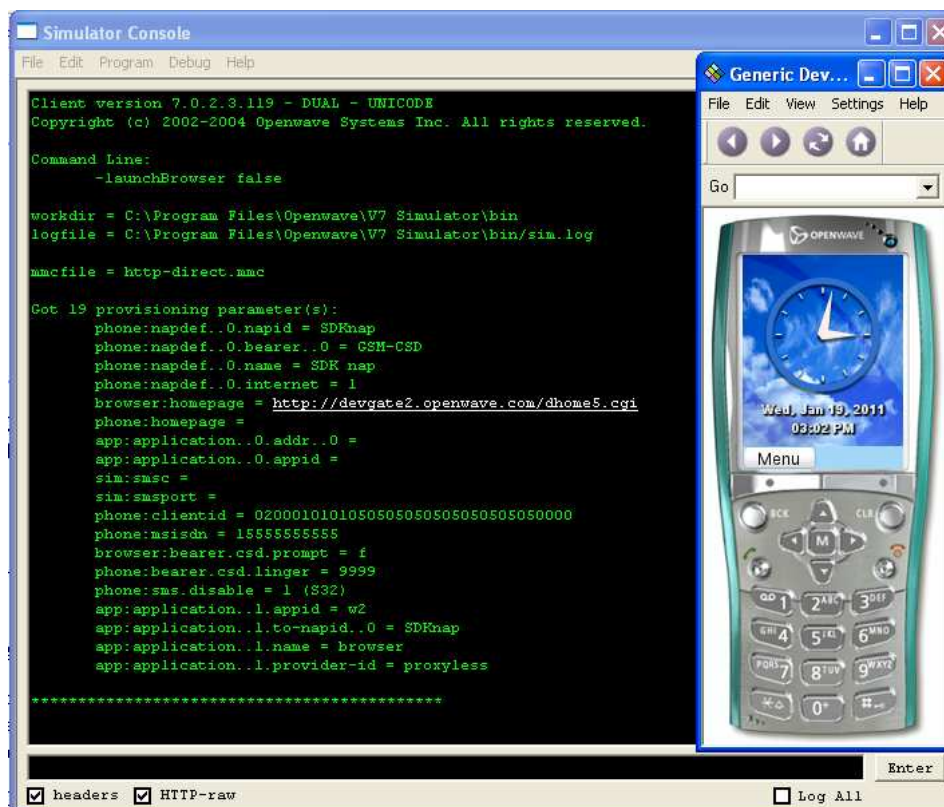 Simulator Console
File Edit Program Debug Help
Client version 7.0.2.3.119 - DUAL - UNICODE
Copyright (c) 2002-2004 Openwave Systems Inc. All rights reserved.
Command Line:
-launchBrowser false
workdir = C:\Program Files\Openwave\V7 Simulator\bin
logfile = C:\Program Files\Openwave\V7 Simulator\bin/sim.log
mmcfile = http-direct.mmc
Got 19 provisioning parameter(s):
phone:napdef..0.napid = SDKnap
phone:napdef..0.bearer..0 = GSM-CSD
phone:napdef..0.name = SDK nap
phone:napdef..0.internet = 1
browser:homepage = http://devgate2.openwave.com/dhome5.cgi
phone:homepage =
app:application..0.addr..0 =
app:application..0.appid =
sim:smsc =
sim:smsport =
phone:clientid = 
phone:msisdn = 15555555555
browser:bearer.csd.prompt = f
phone:bearer.csd.linger = 9999
phone:sms.disable = 1 (S32)
app:application..1.appid = w2
app:application..1.to-napid..0 = SDKnap
app:application..1.name = browser
app:application..1.provider-id = proxyless
********************************************
Enter
headers HTTP-raw Log All
Generic Dev...
File Edit View Settings Help
Go
OPENWAVE
Wed, Jan 19, 2011
03:02 PM
Menu
BCK CLR
M
1 2ABC 3DEF
GHI4 5JKL 6MNO
PQRS7 8TUV 9WXYZ
* 0+ #